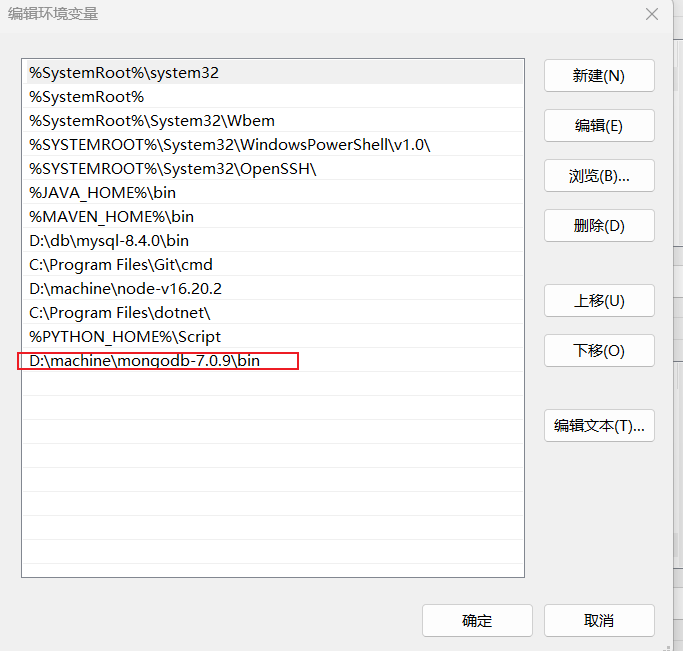 编辑环境变量
%SystemRoot%\system32
%SystemRoot%
%SystemRoot%\System32\Wbem
%SYSTEMROOT%\System32\WindowsPowerShell\v1.0\
%SYSTEMROOT%\System32\OpenSSH\
%JAVA_HOME%\bin
%MAVEN_HOME%\bin
D:\db\mysql-8.4.0\bin
C:\Program Files\Git\cmd
D:\machine\node-v16.20.2
C:\Program Files\dotnet\
%PYTHON_HOME%\Script
D:\machine\mongodb-7.0.9\bin
新建(N)
编辑(E)
浏览(B)...
删除(D)
上移(U)
下移(O)
编辑文本(T)...
确定
取消